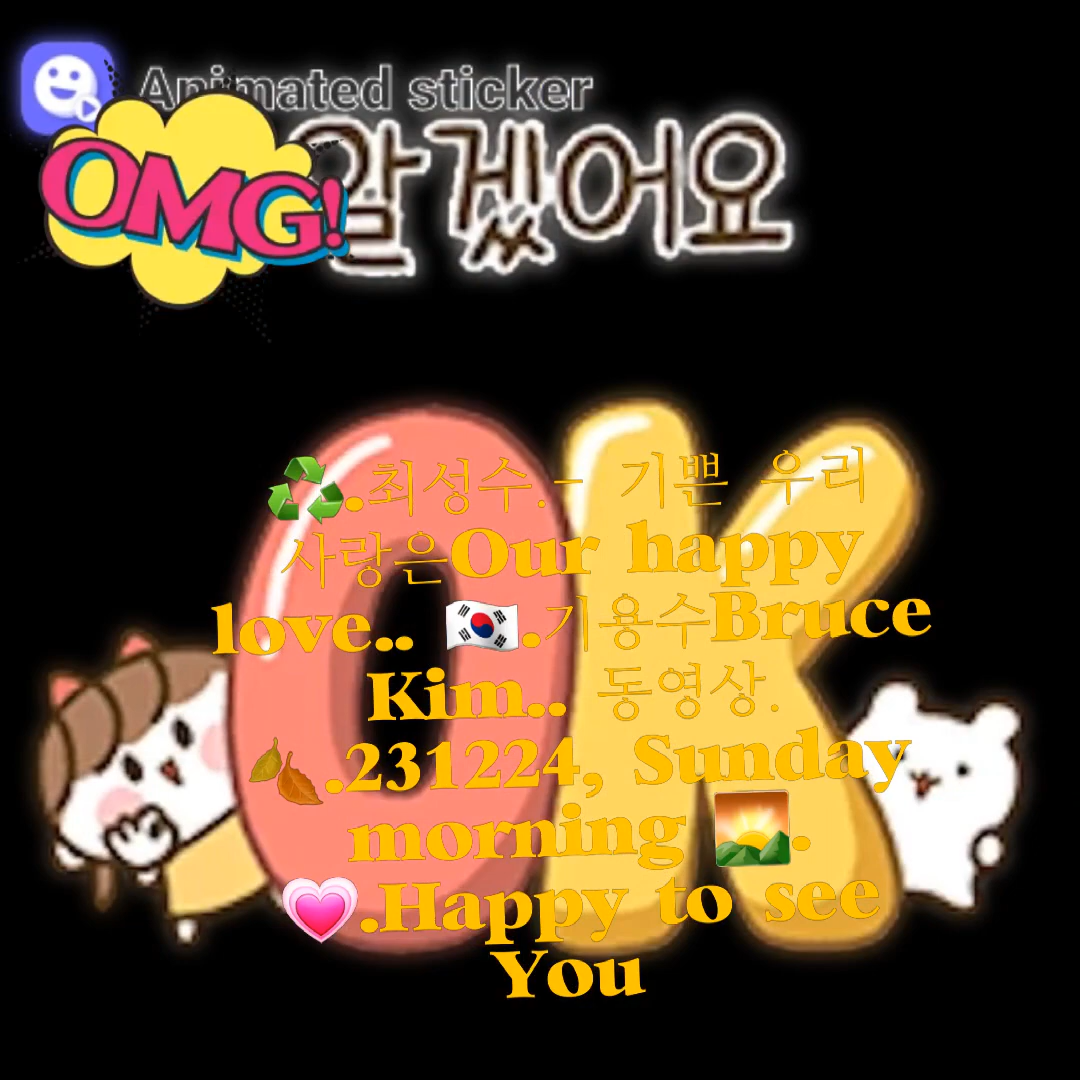 Animated sticker
OMG!
알겠어요
OK
♻️.최성수.- 기쁜 우리
사랑은Our happy
love.. 🇰🇷.기용수Bruce
Kim.. 동영상.
🍂.231224, Sunday
morning 🌄.
💗.Happy to see
You